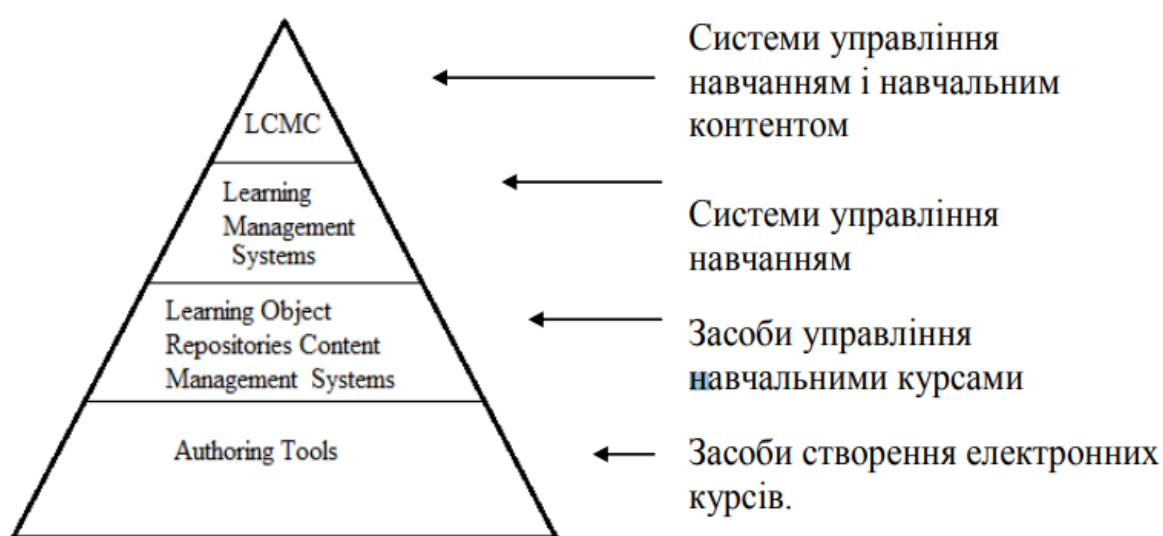 LCMC
Learning
Management
Systems
Learning Object
Repositories Content
Management Systems
Authoring Tools
Системи управління
навчанням і навчальним
контентом
Системи управління
навчанням
Засоби управління
навчальними курсами
Засоби створення електронних
курсів.